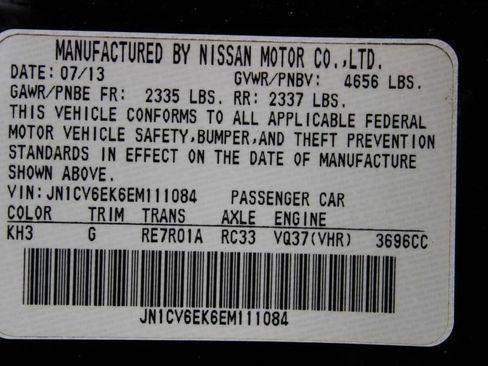 MANUFACTURED BY NISSAN MOTOR CO.,LTD.
DATE: 07/13 GVWR/PNBV: 4656 LBS.
GAWR/PNBE FR: 2335 LBS. RR: 2337 LBS.
THIS VEHICLE CONFORMS TO ALL APPLICABLE FEDERAL
MOTOR VEHICLE SAFETY,BUMPER,AND THEFT PREVENTION
STANDARDS IN EFFECT ON THE DATE OF MANUFACTURE
SHOWN ABOVE.
VIN:JN1CV6EK6EM111084 PASSENGER CAR
COLOR TRIM TRANS AXLE ENGINE
KH3 G RE7R01A RC33 VQ37(VHR) 3696CC
JN1CV6EK6EM111084